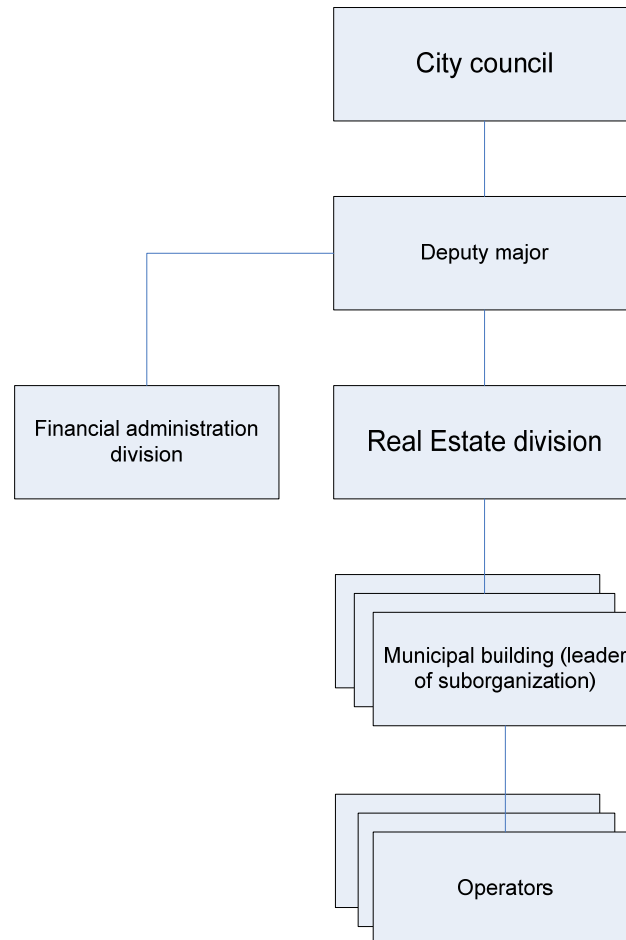 City council
Deputy major
Financial administration
division
Real Estate division
Municipal building (leader
of suborganization)
Operators